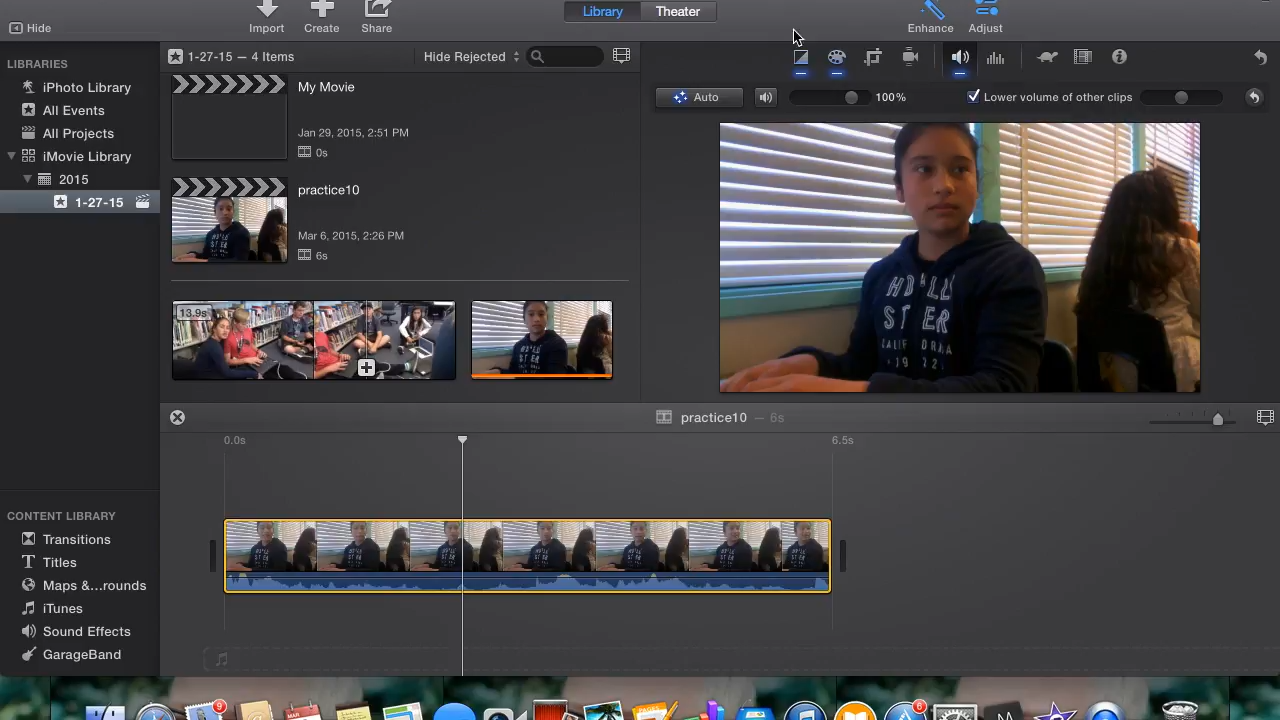 Library
Theater
Hide
Import
Create
Share
Enhance
Adjust
LIBRARIES
1-27-15 — 4 Items
Hide Rejected
iPhoto Library
All Events
All Projects
iMovie Library
2015
1-27-15
My Movie
Jan 29, 2015, 2:51 PM
0s
practice10
Mar 6, 2015, 2:26 PM
6s
13.9s
Auto
100%
Lower volume of other clips
practice10 — 6s
0.0s
6.5s
CONTENT LIBRARY
Transitions
Titles
Maps &...rounds
iTunes
Sound Effects
GarageBand
9
6
PAGES